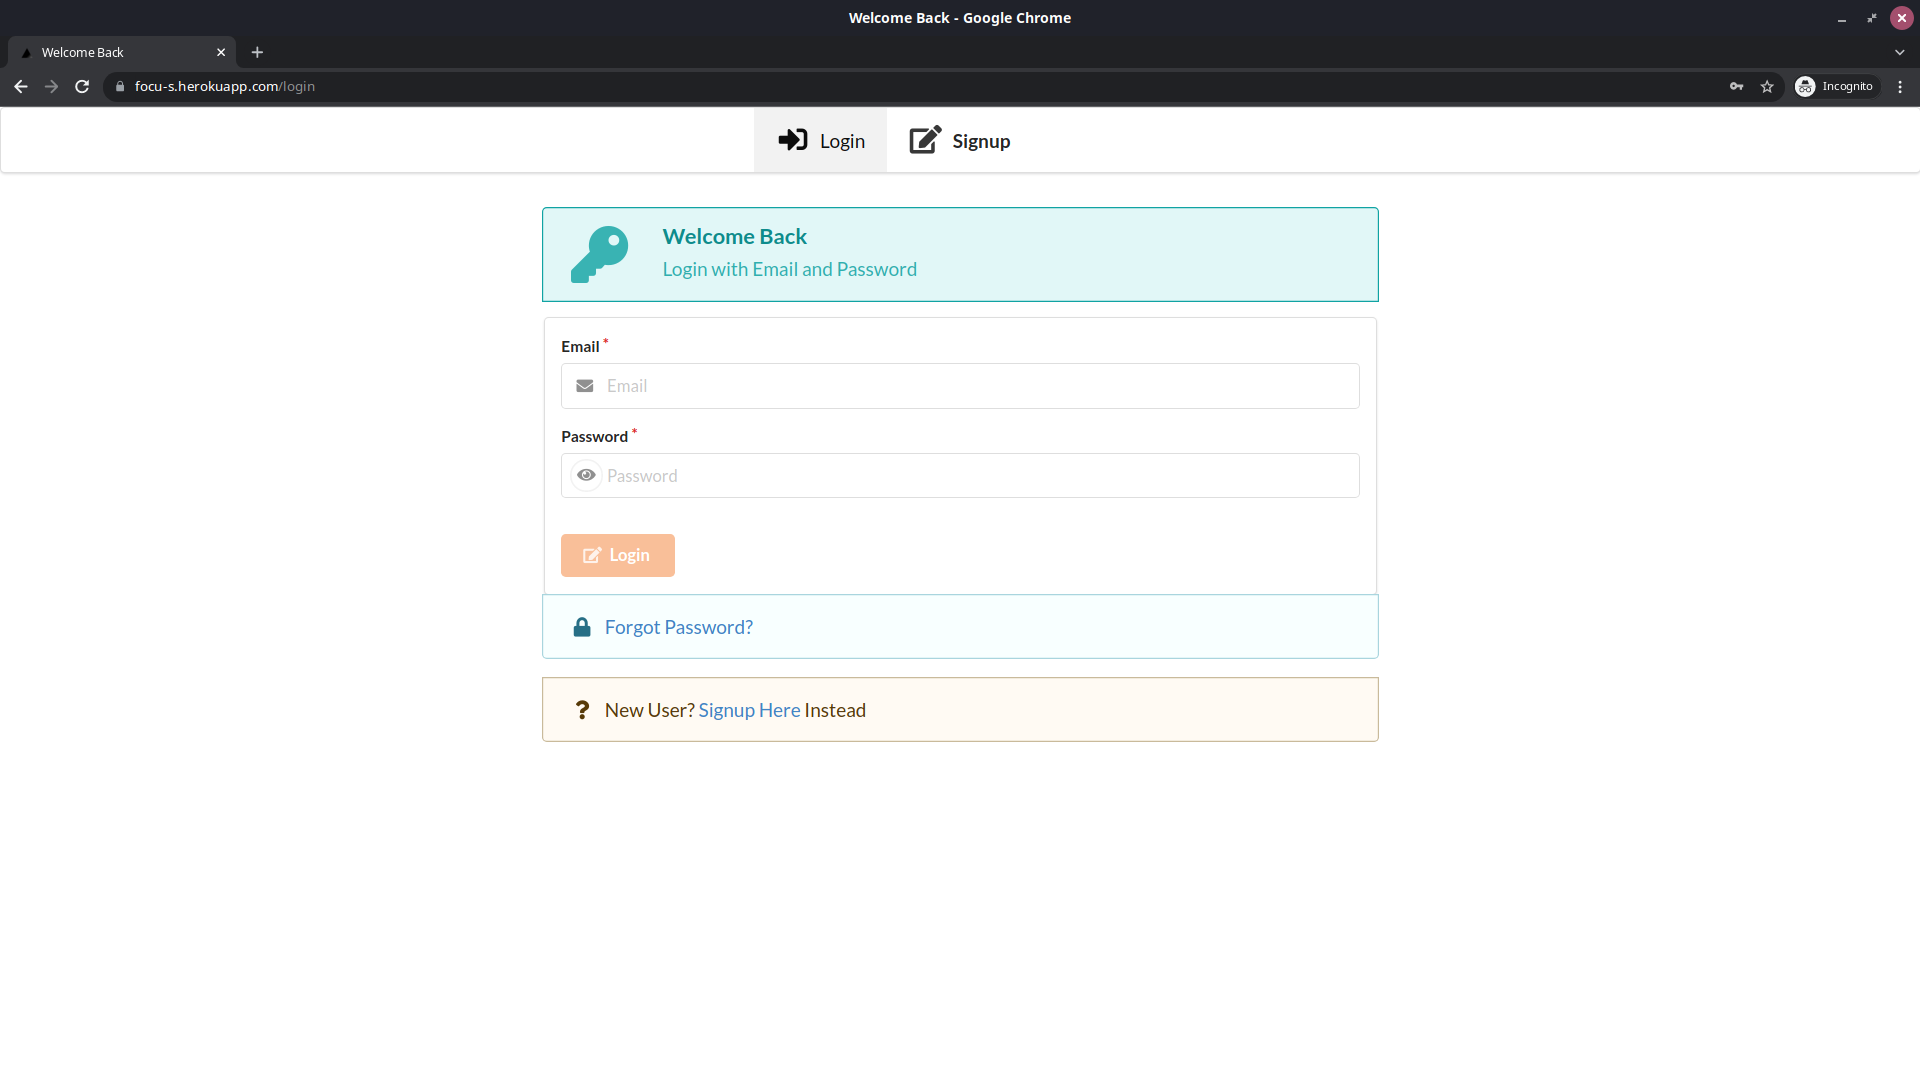 Welcome Back - Google Chrome
Welcome Back
focu-s.herokuapp.com/login
Incognito
Login
Signup
Welcome Back
Login with Email and Password
Email *
Email
Password *
Password
Login
Forgot Password?
New User? Signup Here Instead